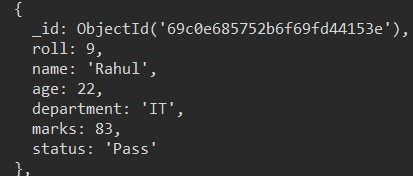 {
_id: ObjectId('69c0e685752b6f69fd44153e'),
roll: 9,
name: 'Rahul',
age: 22,
department: 'IT',
marks: 83,
status: 'Pass'
},